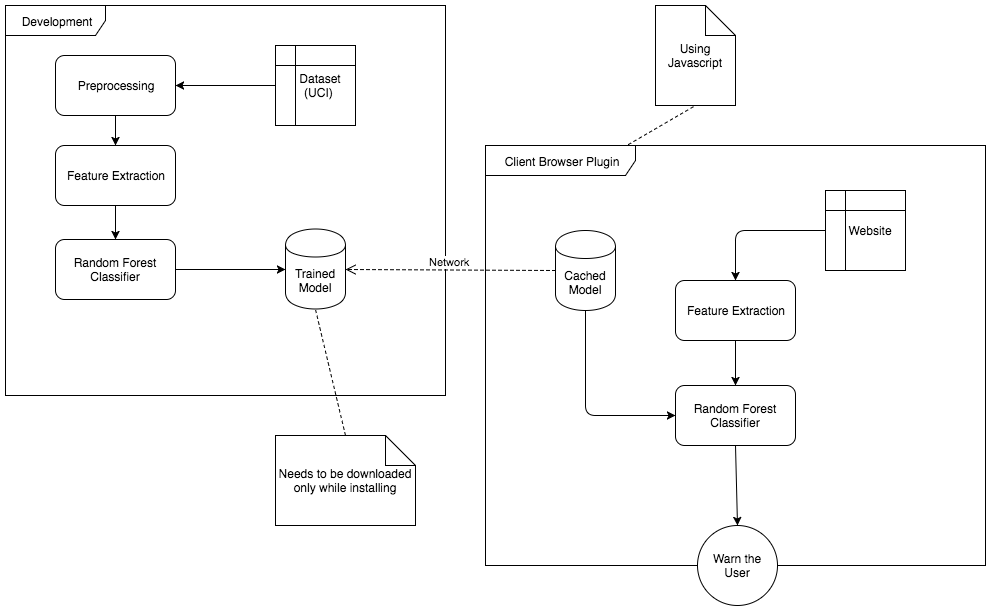 Development
Preprocessing
Dataset
(UCI)
Feature Extraction
Random Forest
Classifier
Trained
Model
Network
Needs to be downloaded
only while installing
Using
Javascript
Client Browser Plugin
Website
Cached
Model
Feature Extraction
Random Forest
Classifier
Warn the
User